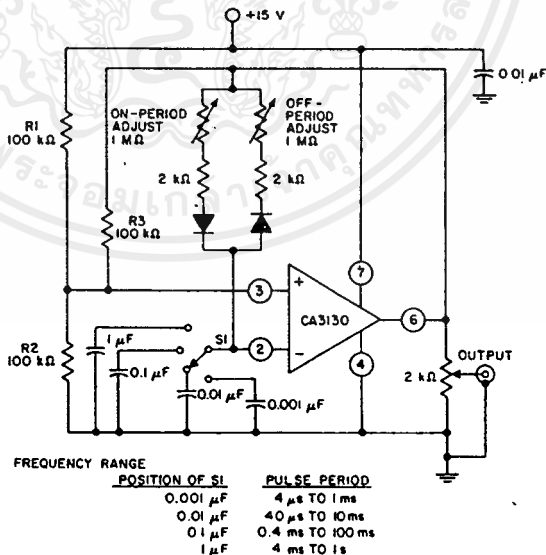 +15 V
0.01 µF
R1
100 kΩ
ON-PERIOD
ADJUST
1 MΩ
OFF-
PERIOD
ADJUST
1 MΩ
2 kΩ
2 kΩ
R3
100 kΩ
3
+
7
CA3130
6
S1
2
-
4
R2
100 kΩ
1 µF
0.1 µF
0.01 µF
0.001 µF
2 kΩ
OUTPUT
FREQUENCY RANGE
POSITION OF S1 PULSE PERIOD
0.001 µF 4 µs TO 1 ms
0.01 µF 40 µs TO 10 ms
0.1 µF 0.4 ms TO 100 ms
1 µF 4 ms TO 1 s